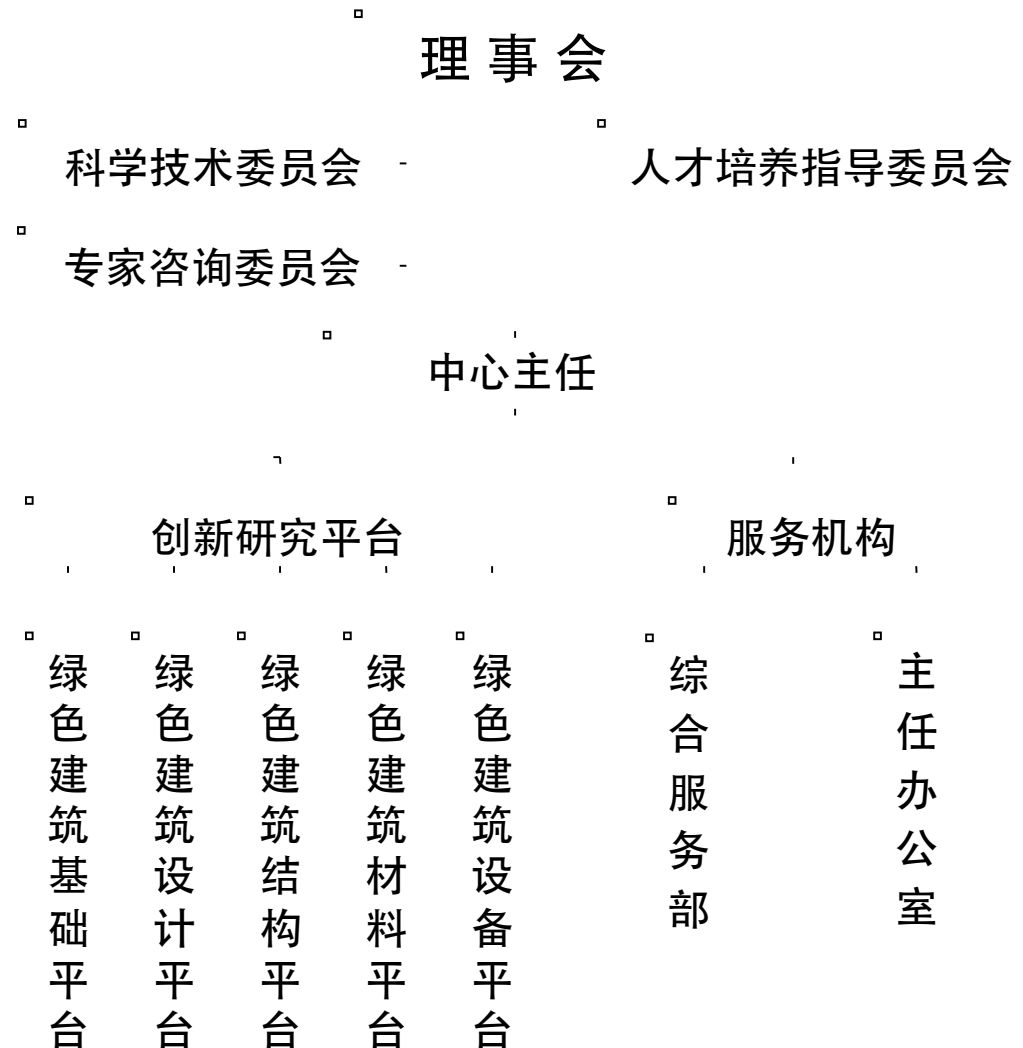 理事会
科学技术委员会
人才培养指导委员会
专家咨询委员会
中心主任
创新研究平台
服务机构
绿色建筑基础平台
绿色建筑设计平台
绿色建筑结构平台
绿色建筑材料平台
绿色建筑设备平台
综合服务部
主任办公室